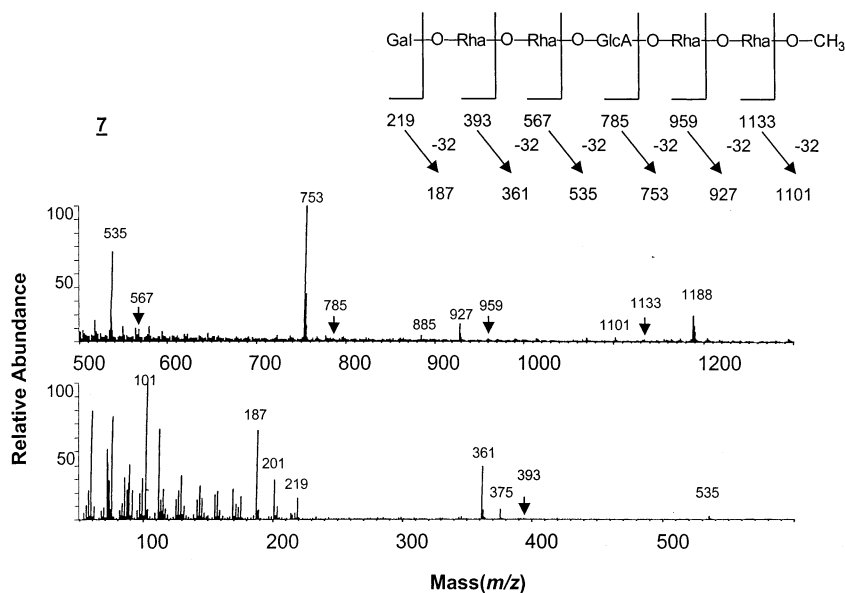 Gal—O—Rha—O—Rha—O—GlcA—O—Rha—O—Rha—O—CH3
219 393 567 785 959 1133
-32 -32 -32 -32 -32 -32
187 361 535 753 927 1101
7
753
100
535
50
567
785
885
927
959
1101
1133
1188
500 600 700 800 900 1000 1200
Relative Abundance
100
101
187
50
201
219
361
375
393
535
100 200 300 400 500
Mass(m/z)